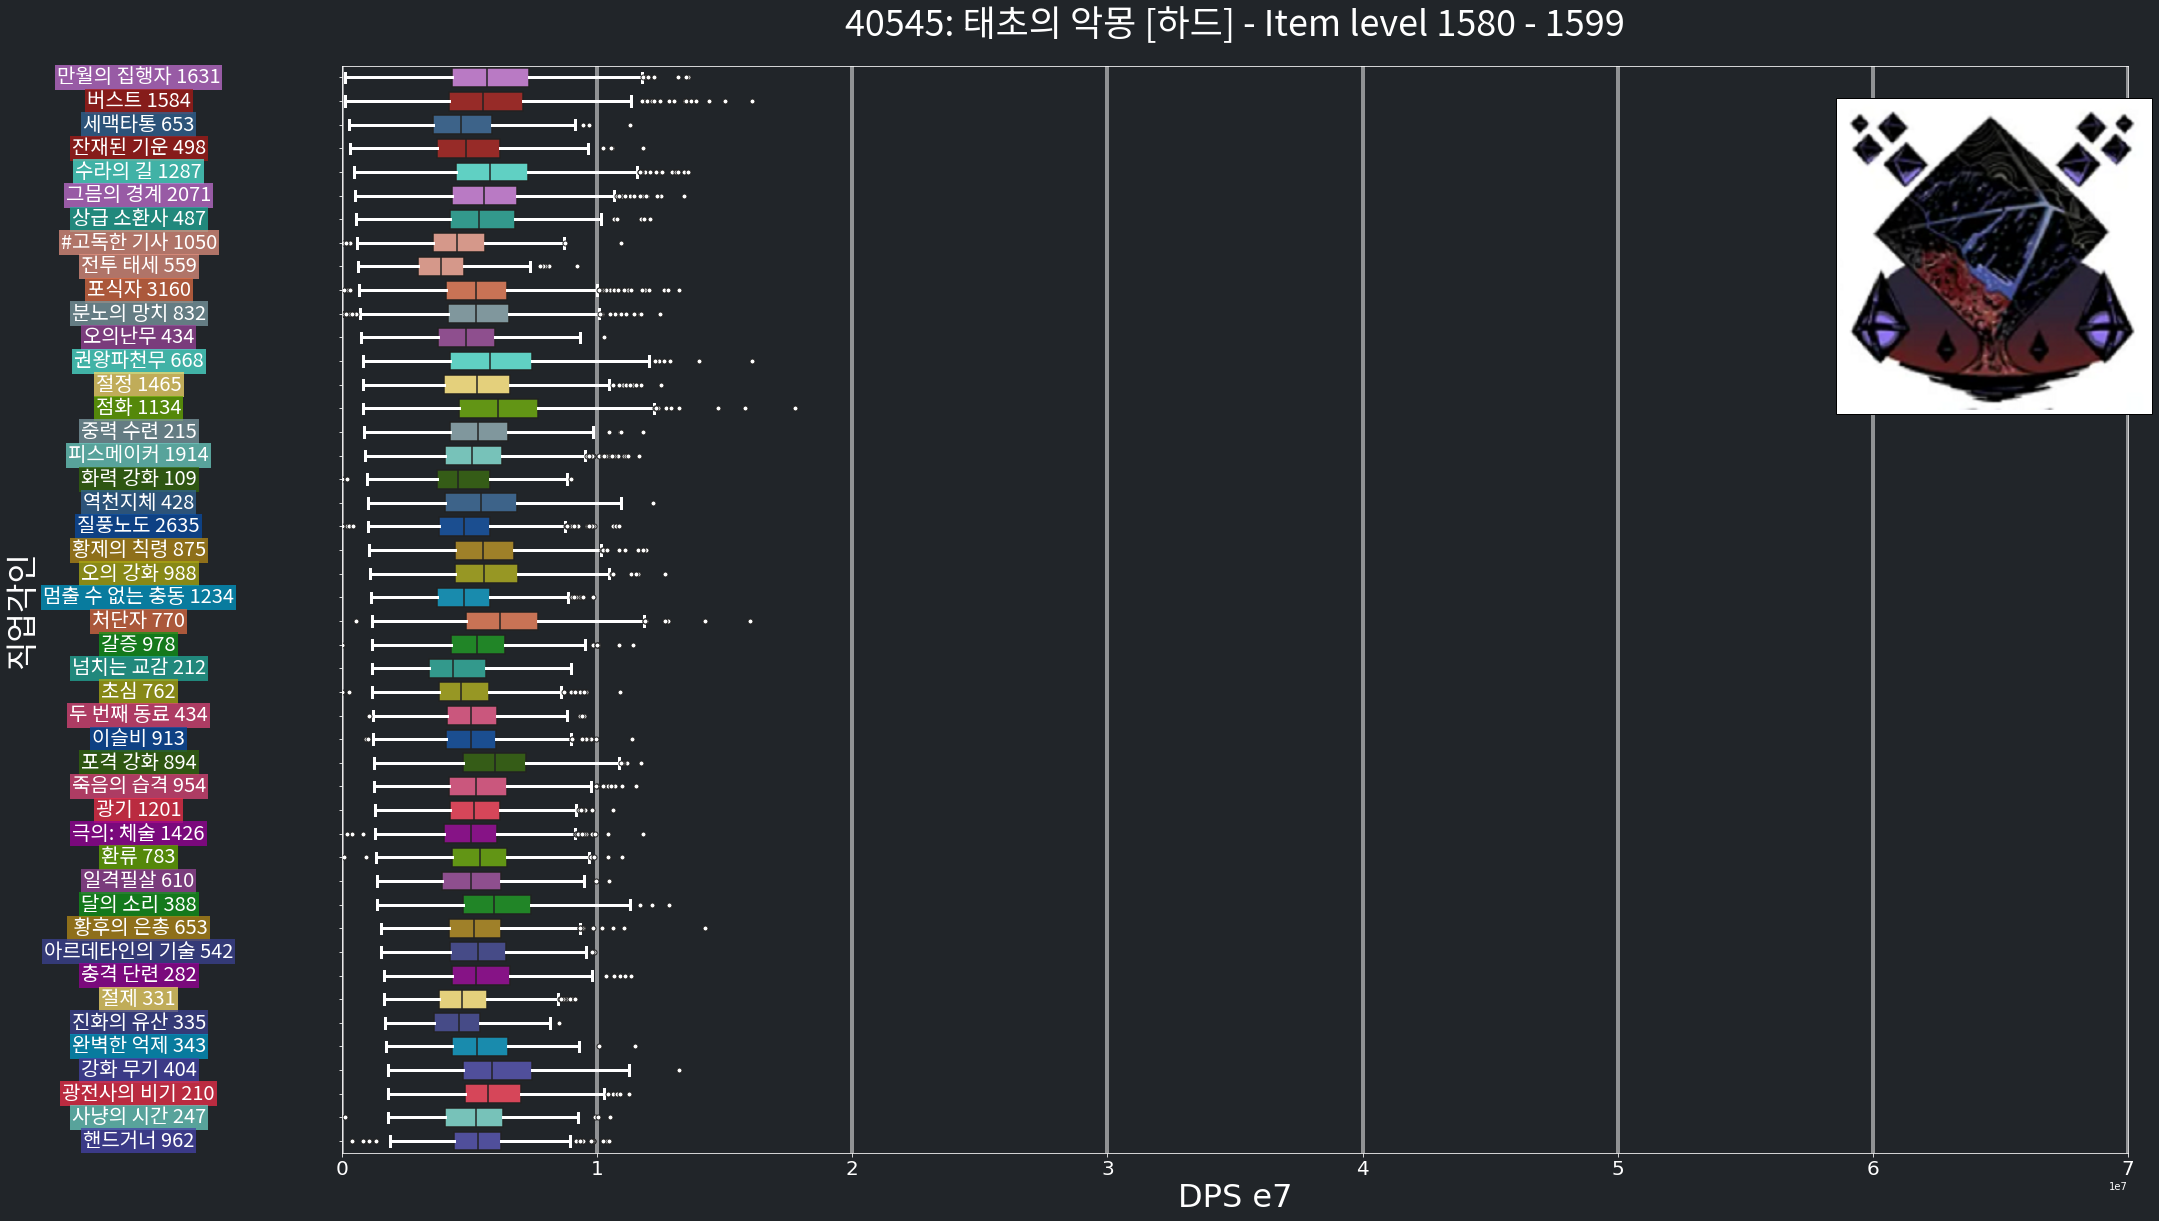 40545: 태초의 악몽 [하드] - Item level 1580 - 1599
만월의 집행자 1631
버스트 1584
세맥타통 653
잔재된 기운 498
수라의 길 1287
그믐의 경계 2071
상급 소환사 487
#고독한 기사 1050
전투 태세 559
포식자 3160
분노의 망치 832
오의난무 434
권왕파천무 668
절정 1465
점화 1134
중력 수련 215
피스메이커 1914
화력 강화 109
역천지체 428
질풍노도 2635
황제의 칙령 875
오의 강화 988
멈출 수 없는 충동 1234
처단자 770
갈증 978
넘치는 교감 212
초심 762
두 번째 동료 434
이슬비 913
포격 강화 894
죽음의 습격 954
광기 1201
극의: 체술 1426
환류 783
일격필살 610
달의 소리 388
황후의 은총 653
아르데타인의 기술 542
충격 단련 282
절제 331
진화의 유산 335
완벽한 억제 343
강화 무기 404
광전사의 비기 210
사냥의 시간 247
핸드거너 962
직업각인
0 1 2 3 4 5 6 7
1e7
DPS e7